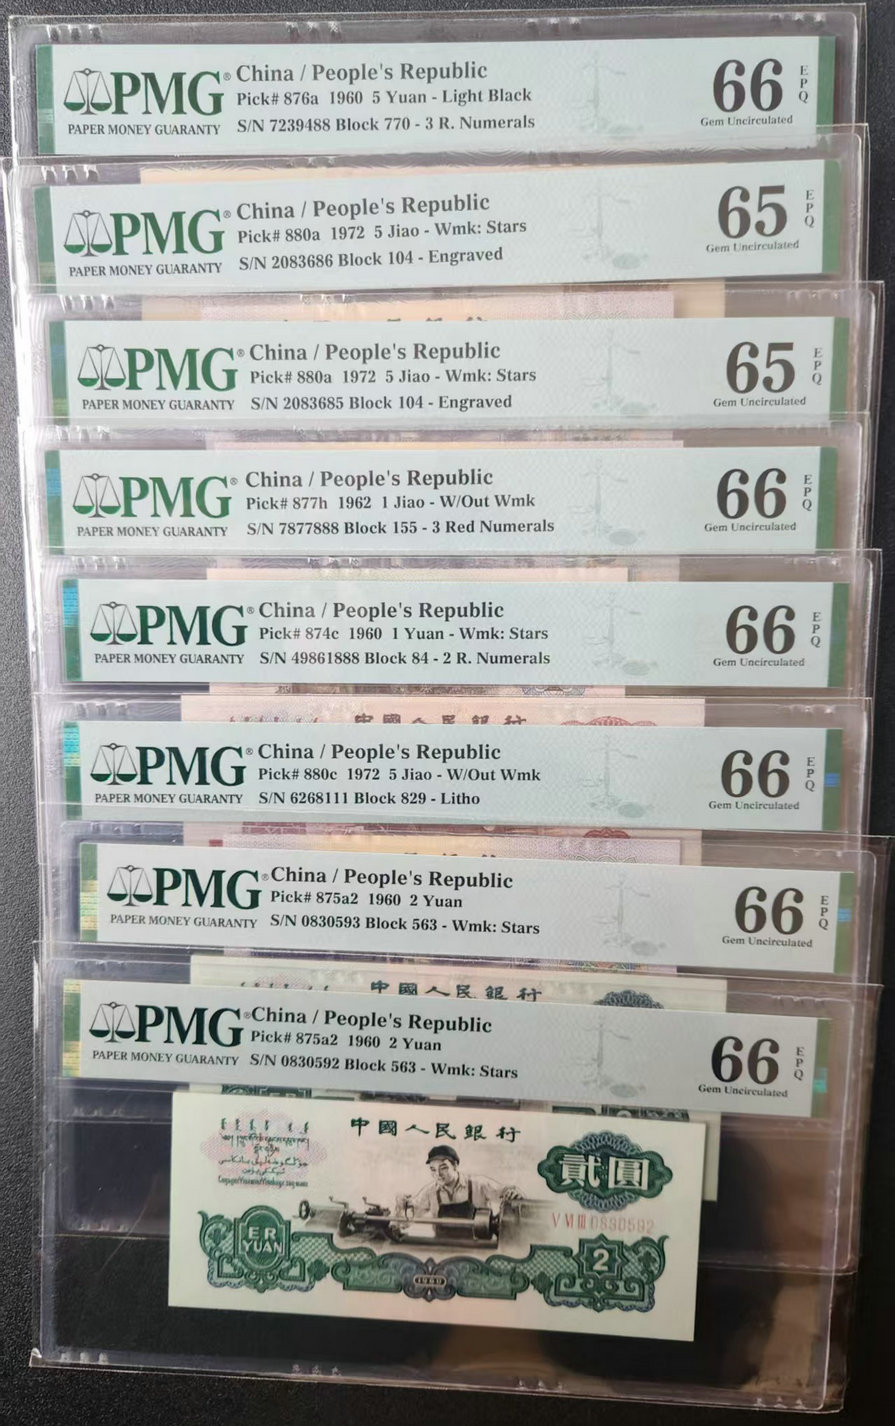 PMG®
PAPER MONEY GUARANTY
China / People's Republic
Pick# 876a 1960 5 Yuan - Light Black
S/N 7239488 Block 770 - 3 R. Numerals
66
EPQ
Gem Uncirculated
PMG®
PAPER MONEY GUARANTY
China / People's Republic
Pick# 880a 1972 5 Jiao - Wmk: Stars
S/N 2083686 Block 104 - Engraved
65
EPQ
Gem Uncirculated
PMG®
PAPER MONEY GUARANTY
China / People's Republic
Pick# 880a 1972 5 Jiao - Wmk: Stars
S/N 2083685 Block 104 - Engraved
65
EPQ
Gem Uncirculated
PMG®
PAPER MONEY GUARANTY
China / People's Republic
Pick# 877h 1962 1 Jiao - W/Out Wmk
S/N 7877888 Block 155 - 3 Red Numerals
66
EPQ
Gem Uncirculated
PMG®
PAPER MONEY GUARANTY
China / People's Republic
Pick# 874c 1960 1 Yuan - Wmk: Stars
S/N 49861888 Block 84 - 2 R. Numerals
66
EPQ
Gem Uncirculated
中國人民銀行
PMG®
PAPER MONEY GUARANTY
China / People's Republic
Pick# 880c 1972 5 Jiao - W/Out Wmk
S/N 6268111 Block 829 - Litho
66
EPQ
Gem Uncirculated
PMG®
PAPER MONEY GUARANTY
China / People's Republic
Pick# 875a2 1960 2 Yuan
S/N 0830593 Block 563 - Wmk: Stars
66
EPQ
Gem Uncirculated
中國人民銀行
PMG®
PAPER MONEY GUARANTY
China / People's Republic
Pick# 875a2 1960 2 Yuan
S/N 0830592 Block 563 - Wmk: Stars
66
EPQ
Gem Uncirculated
中國人民銀行
貳圓
V VI III 0830592
ER
YUAN
2
1960